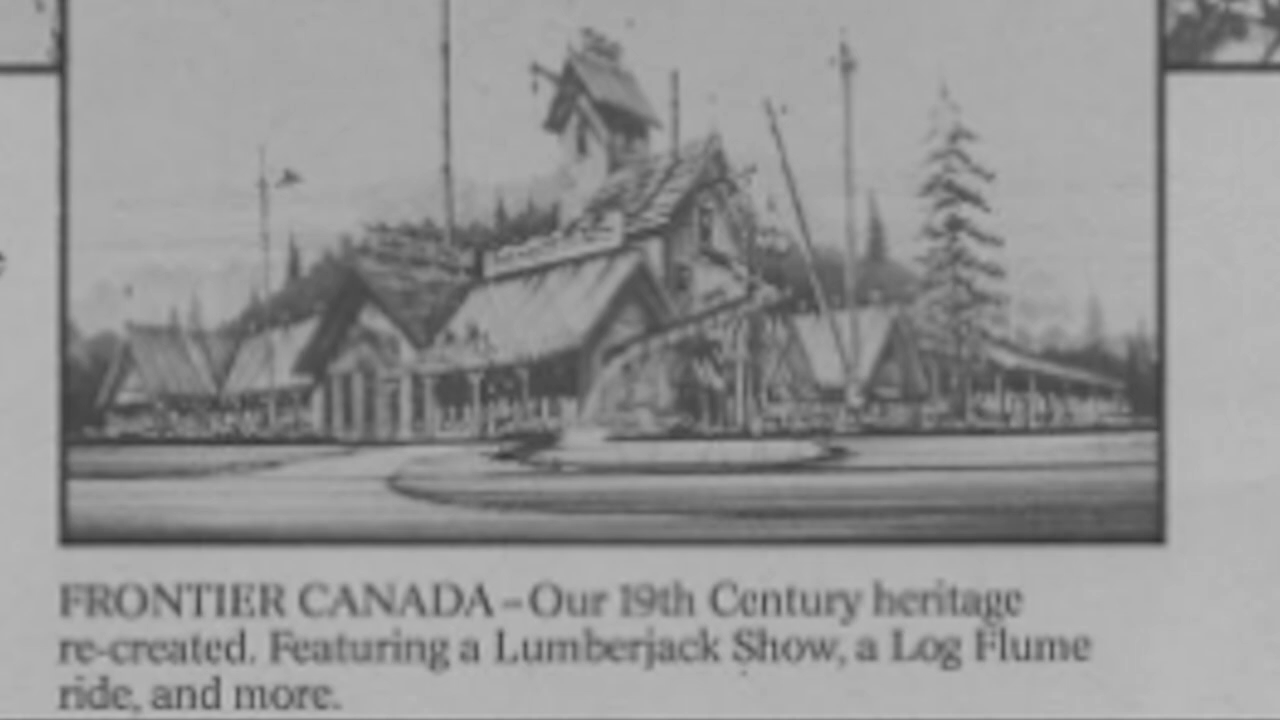 FRONTIER CANADA – Our 19th Century heritage
re-created. Featuring a Lumberjack Show, a Log Flume
ride, and more.